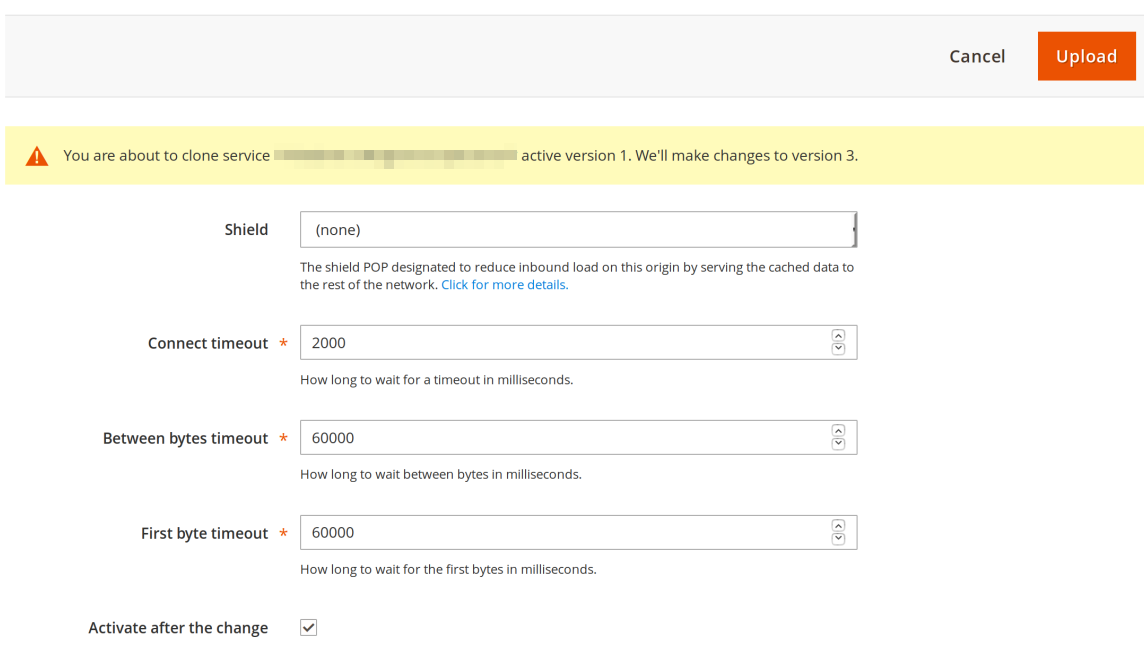 Cancel
Upload
You are about to clone service active version 1. We'll make changes to version 3.
Shield
(none)
The shield POP designated to reduce inbound load on this origin by serving the cached data to
the rest of the network. Click for more details.
Connect timeout *
2000
How long to wait for a timeout in milliseconds.
Between bytes timeout *
60000
How long to wait between bytes in milliseconds.
First byte timeout *
60000
How long to wait for the first bytes in milliseconds.
Activate after the change